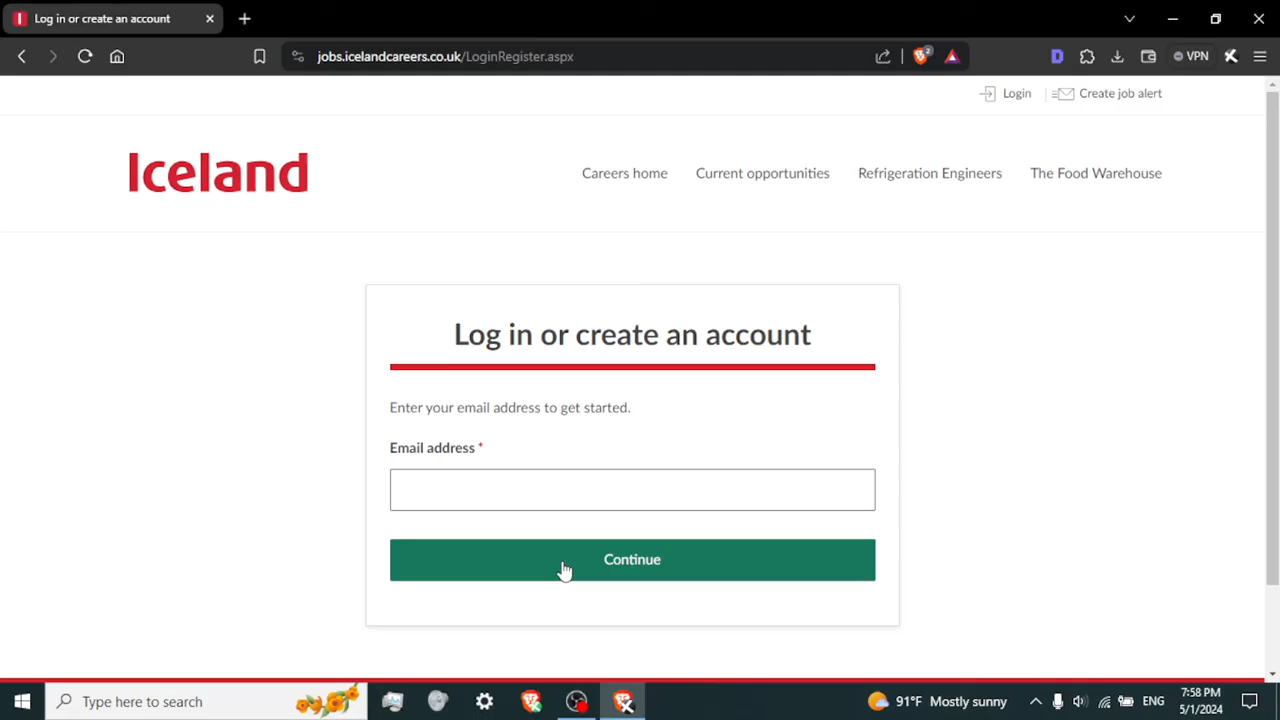 Log in or create an account
jobs.icelandcareers.co.uk/LoginRegister.aspx
2
VPN
Login
Create job alert
Iceland
Careers home
Current opportunities
Refrigeration Engineers
The Food Warehouse
Log in or create an account
Enter your email address to get started.
Email address *
Continue
Type here to search
91°F Mostly sunny
ENG
7:58 PM
5/1/2024